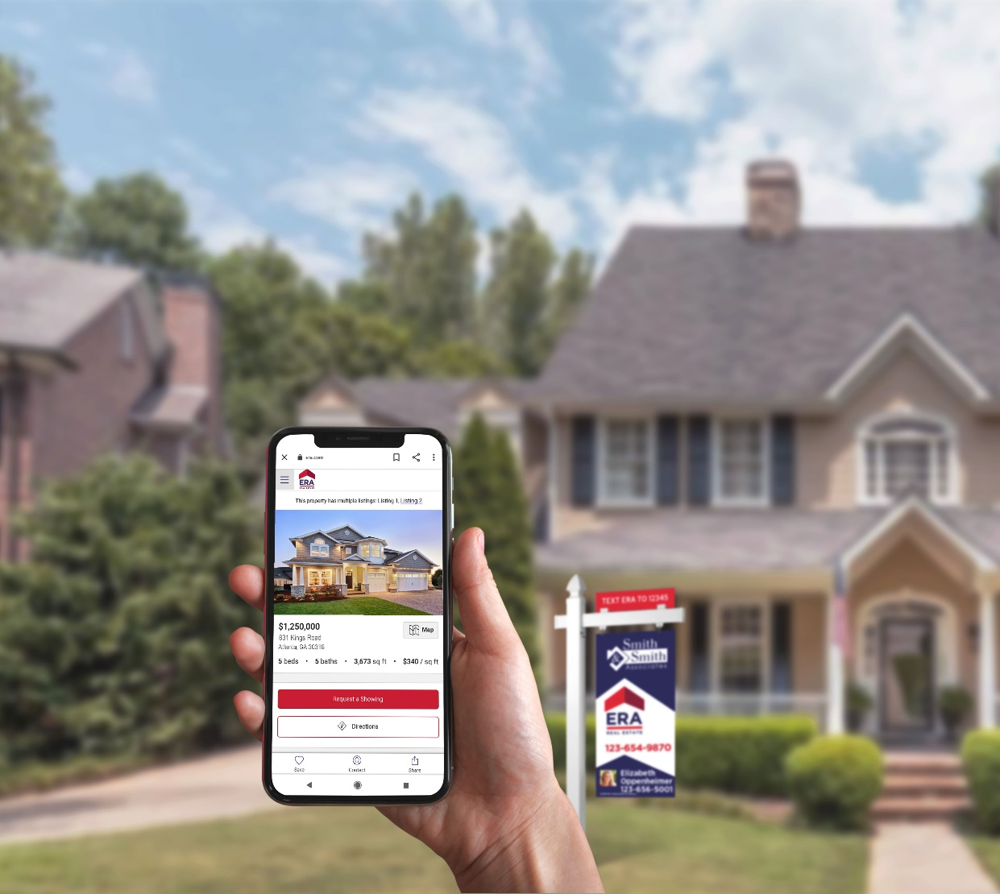 era.com
ERA
REAL ESTATE
This property has multiple listings: Listing 1, Listing 2
$1,250,000
831 Kings Road
Atlanta, GA 30318
Map
5 beds • 5 baths • 3,673 sq ft • $340 / sq ft
Request a Showing
Directions
Save
Contact
Share
TEXT ERA TO 12345
Smith
& Smith
Associates
ERA
REAL ESTATE
123-654-9870
Elizabeth
Oppenheimer
123-656-5001